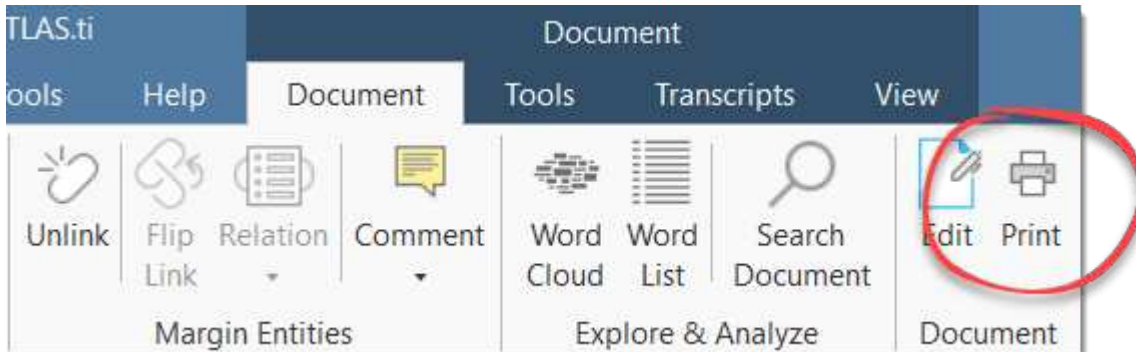 TLAS.ti Document
ools Help Document Tools Transcripts View
Unlink Flip Link Relation Comment Word Cloud Word List Search Document Edit Print
Margin Entities Explore & Analyze Document